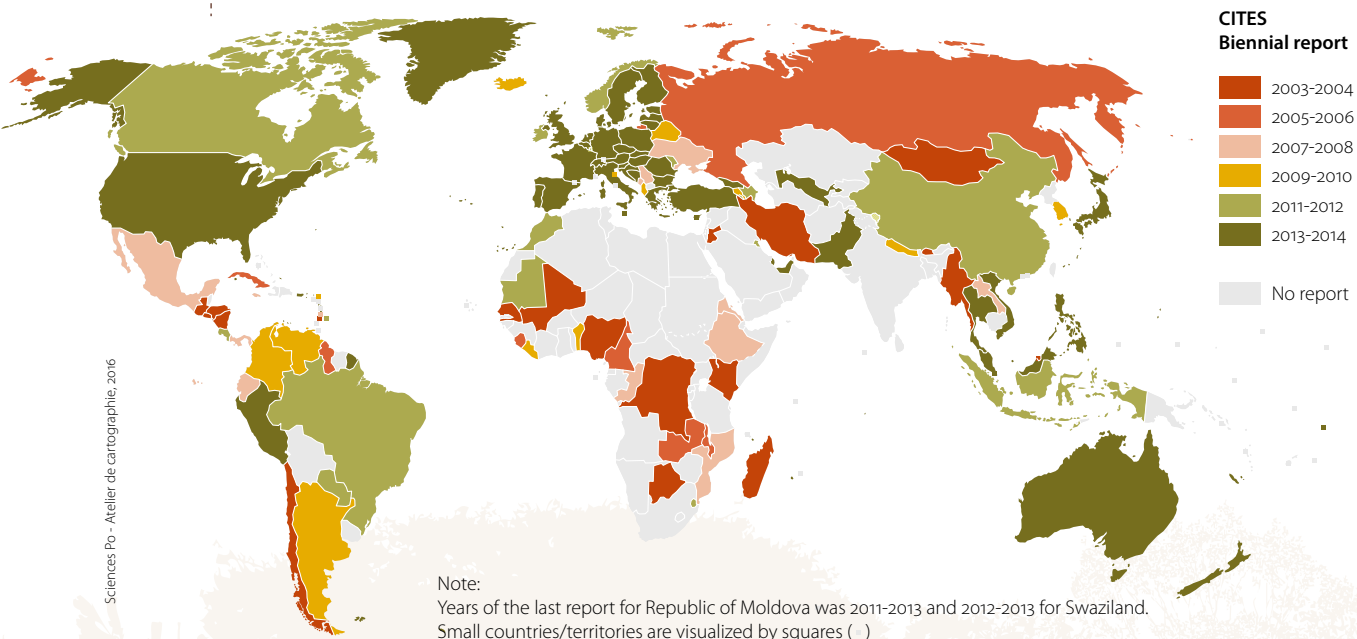 CITES
Biennial report
2003-2004
2005-2006
2007-2008
2009-2010
2011-2012
2013-2014
No report
Sciences Po - Atelier de cartographie, 2016
Note:
Years of the last report for Republic of Moldova was 2011-2013 and 2012-2013 for Swaziland.
Small countries/territories are visualized by squares ( )